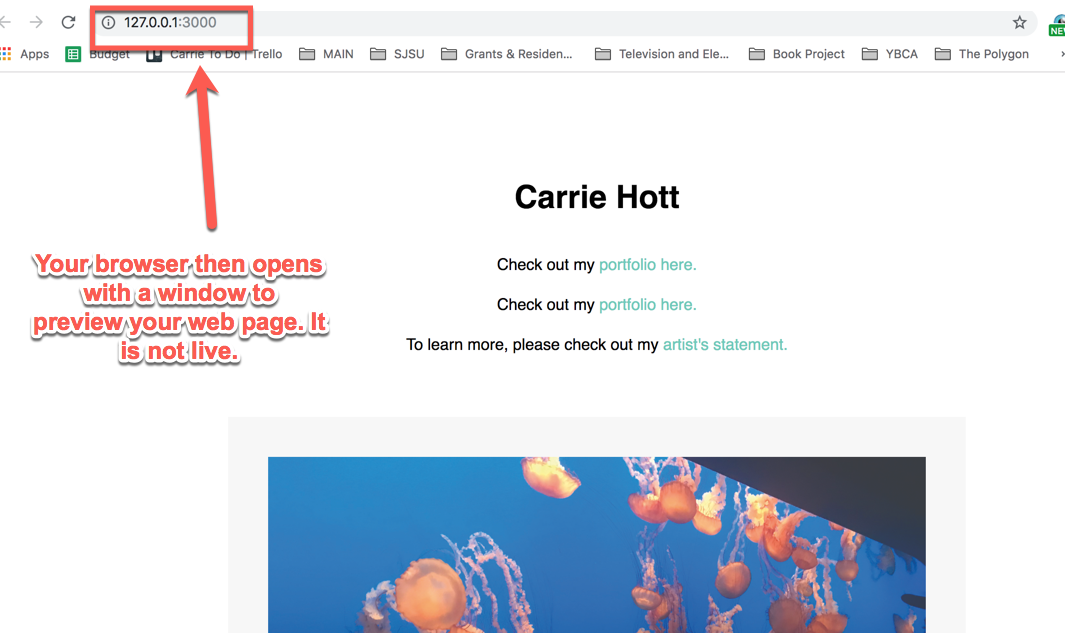 127.0.0.1:3000
NE
Apps Budget Carrie To Do | Trello MAIN SJSU Grants & Residen... Television and Ele... Book Project YBCA The Polygon
Carrie Hott
Check out my portfolio here.
Check out my portfolio here.
To learn more, please check out my artist's statement.
Your browser then opens
with a window to
preview your web page. It
is not live.